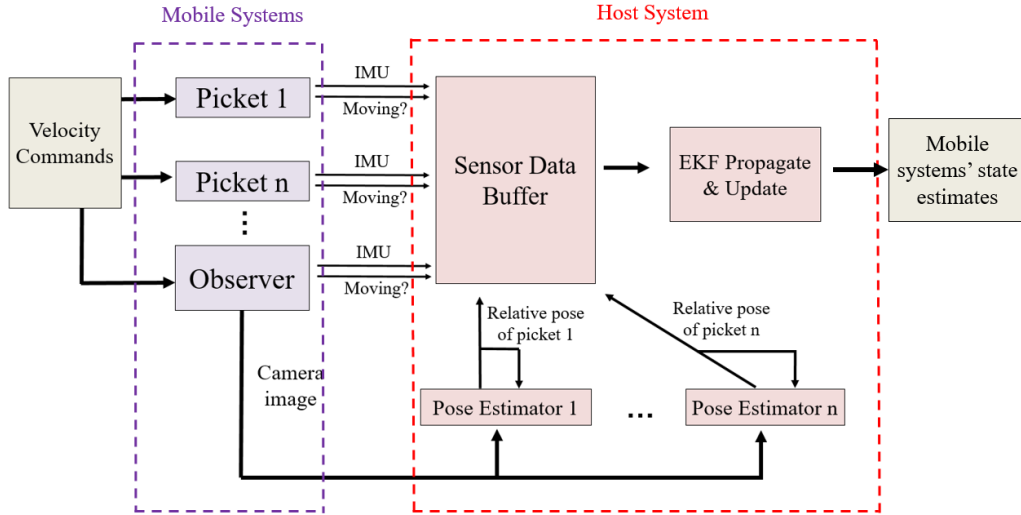 Mobile Systems
Host System
Velocity
Commands
Picket 1
IMU
Moving?
Picket n
IMU
Moving?
...
Observer
IMU
Moving?
Sensor Data
Buffer
EKF Propagate
& Update
Mobile
systems’ state
estimates
Relative pose
of picket 1
Relative pose
of picket n
Camera
image
Pose Estimator 1
...
Pose Estimator n